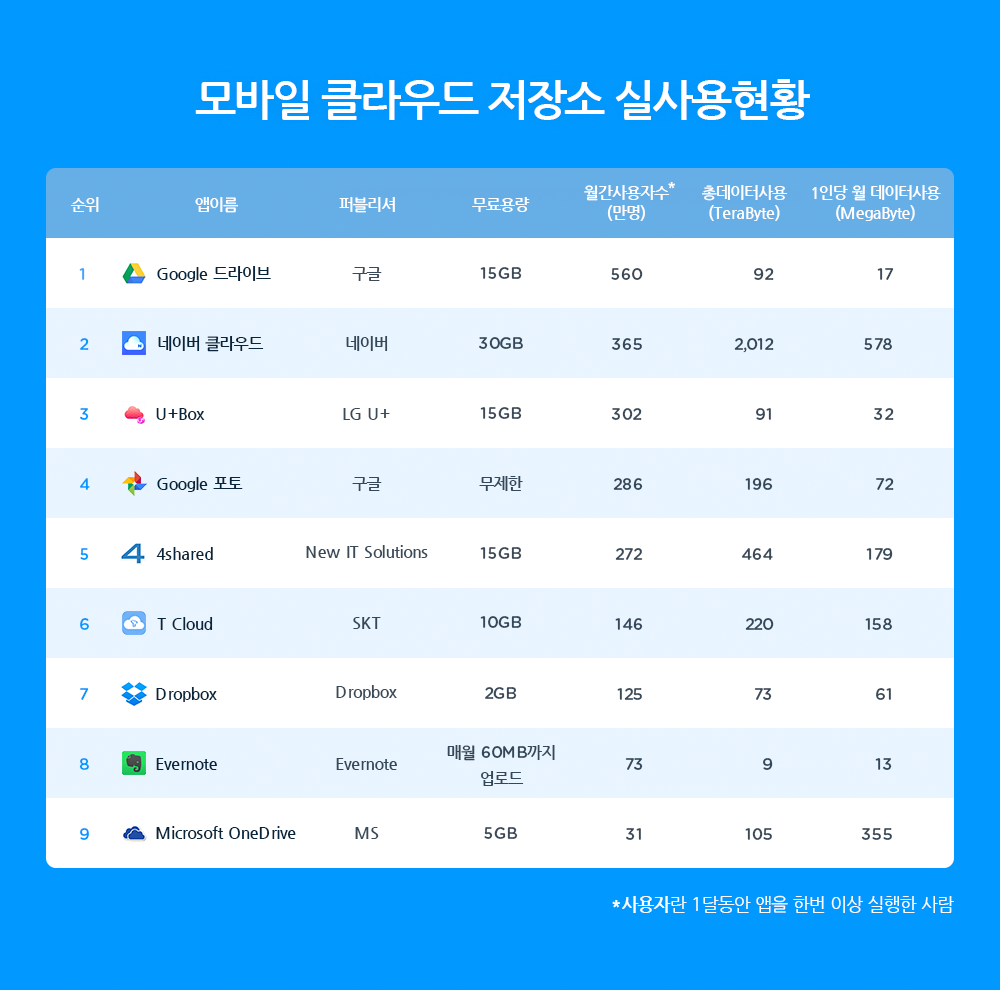 모바일 클라우드 저장소 실사용현황
순위 앱이름 퍼블리셔 무료용량 월간사용자수* (만명) 총데이터사용 (TeraByte) 1인당 월 데이터사용 (MegaByte)
1 Google 드라이브 구글 15GB 560 92 17
2 네이버 클라우드 네이버 30GB 365 2,012 578
3 U+Box LG U+ 15GB 302 91 32
4 Google 포토 구글 무제한 286 196 72
5 4shared New IT Solutions 15GB 272 464 179
6 T Cloud SKT 10GB 146 220 158
7 Dropbox Dropbox 2GB 125 73 61
8 Evernote Evernote 매월 60MB까지 업로드 73 9 13
9 Microsoft OneDrive MS 5GB 31 105 355
*사용자란 1달동안 앱을 한번 이상 실행한 사람